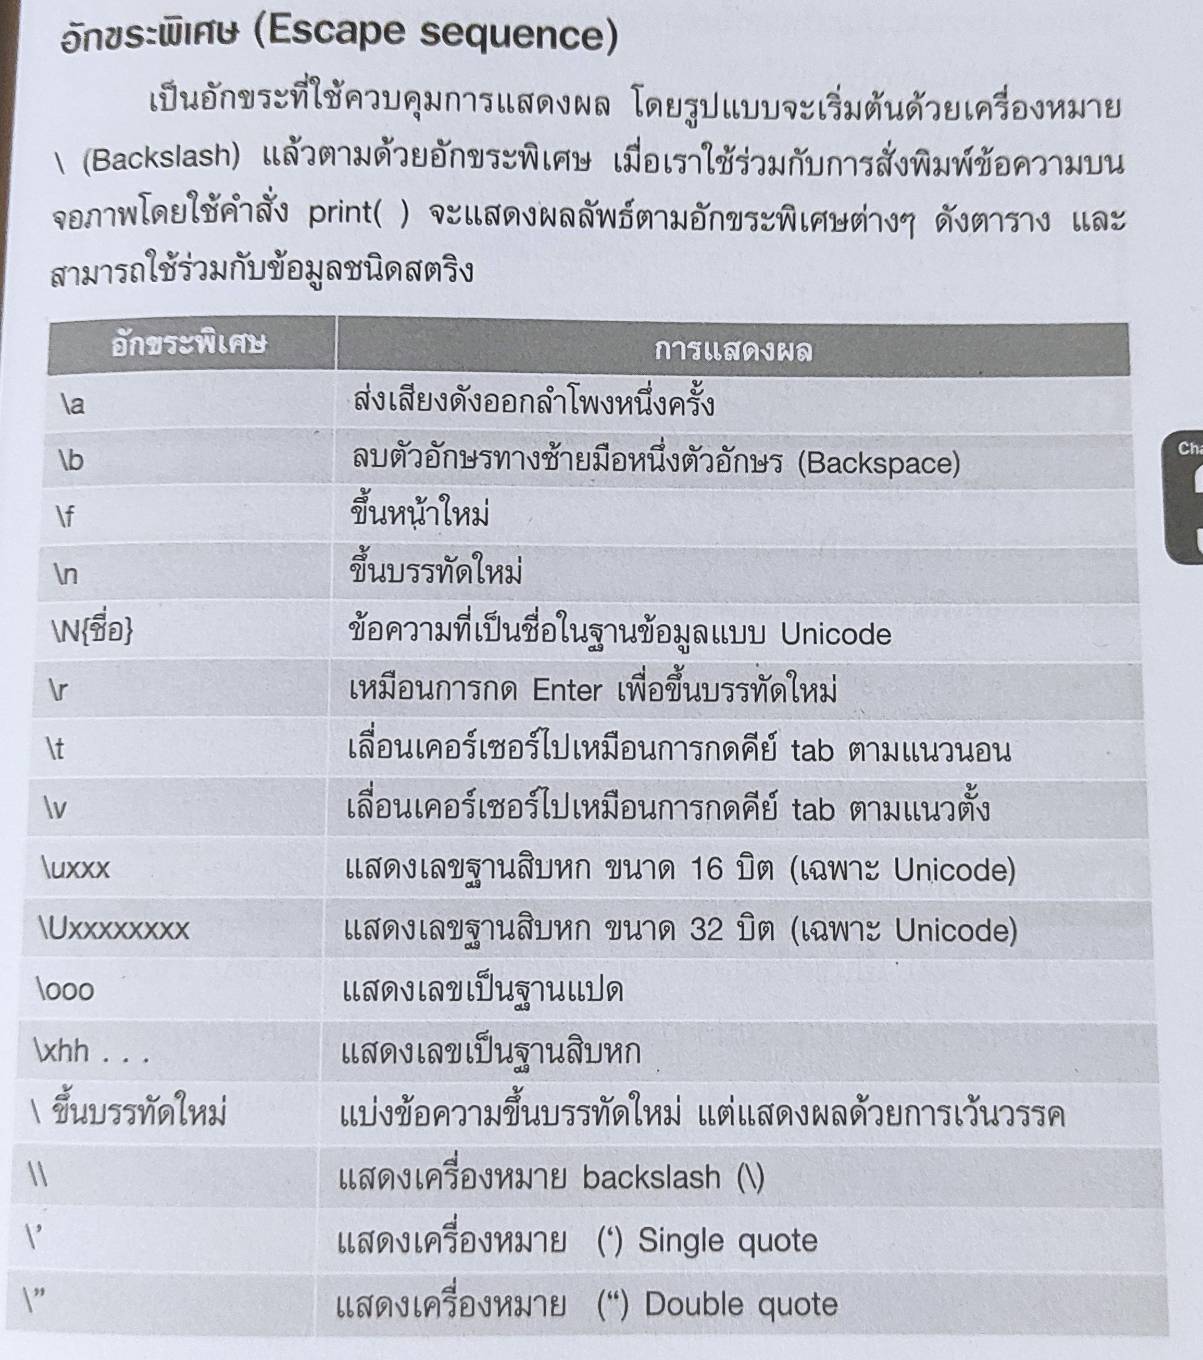 อักขระพิเศษ (Escape sequence)
เป็นอักขระที่ใช้ควบคุมการแสดงผล โดยรูปแบบจะเริ่มต้นด้วยเครื่องหมาย
\ (Backslash) แล้วตามด้วยอักขระพิเศษ เมื่อเราใช้ร่วมกับการสั่งพิมพ์ข้อความบน
จอภาพโดยใช้คำสั่ง print( ) จะแสดงผลลัพธ์ตามอักขระพิเศษต่างๆ ดังตาราง และ
สามารถใช้ร่วมกับข้อมูลชนิดสตริง
อักขระพิเศษ การแสดงผล
\a ส่งเสียงดังออกลำโพงหนึ่งครั้ง
\b ลบตัวอักษรทางซ้ายมือหนึ่งตัวอักษร (Backspace)
\f ขึ้นหน้าใหม่
\n ขึ้นบรรทัดใหม่
\N{ชื่อ} ข้อความที่เป็นชื่อในฐานข้อมูลแบบ Unicode
\r เหมือนการกด Enter เพื่อขึ้นบรรทัดใหม่
\t เลื่อนเคอร์เซอร์ไปเหมือนการกดคีย์ tab ตามแนวนอน
\v เลื่อนเคอร์เซอร์ไปเหมือนการกดคีย์ tab ตามแนวตั้ง
\uxxx แสดงเลขฐานสิบหก ขนาด 16 บิต (เฉพาะ Unicode)
\Uxxxxxxxx แสดงเลขฐานสิบหก ขนาด 32 บิต (เฉพาะ Unicode)
\ooo แสดงเลขเป็นฐานแปด
\xhh . . . แสดงเลขเป็นฐานสิบหก
\ ขึ้นบรรทัดใหม่ แบ่งข้อความขึ้นบรรทัดใหม่ แต่แสดงผลด้วยการเว้นวรรค
\\ แสดงเครื่องหมาย backslash (\)
\’ แสดงเครื่องหมาย (‘) Single quote
\” แสดงเครื่องหมาย (“) Double quote